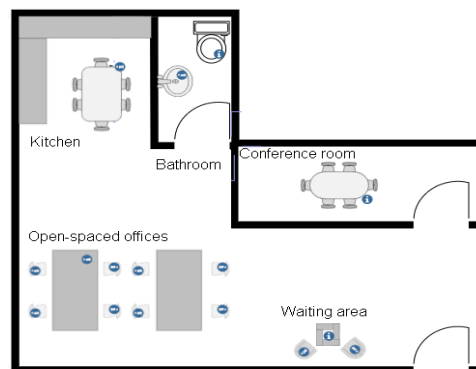 Kitchen
Bathroom
Conference room
Open-spaced offices
Waiting area